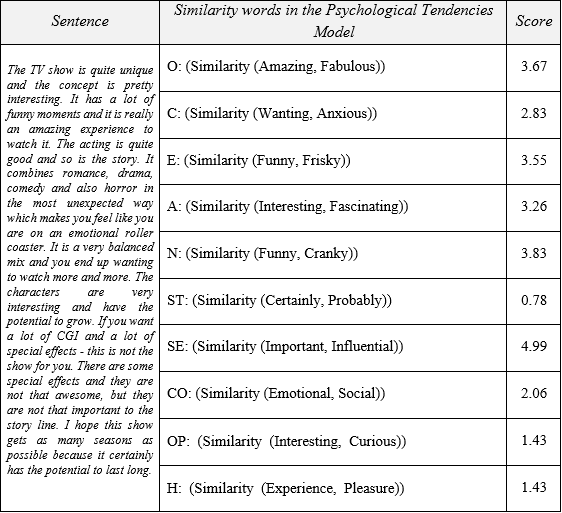 Sentence
Similarity words in the Psychological Tendencies
Model
Score
The TV show is quite unique
and the concept is pretty
interesting. It has a lot of
funny moments and it is really
an amazing experience to
watch it. The acting is quite
good and so is the story. It
combines romance, drama,
comedy and also horror in
the most unexpected way
which makes you feel like you
are on an emotional roller
coaster. It is a very balanced
mix and you end up wanting
to watch more and more. The
characters are very
interesting and have the
potential to grow. If you want
a lot of CGI and a lot of
special effects - this is not the
show for you. There are some
special effects and they are
not that awesome, but they
are not that important to the
story line. I hope this show
gets as many seasons as
possible because it certainly
has the potential to last long.
O: (Similarity (Amazing, Fabulous)) 3.67
C: (Similarity (Wanting, Anxious)) 2.83
E: (Similarity (Funny, Frisky)) 3.55
A: (Similarity (Interesting, Fascinating)) 3.26
N: (Similarity (Funny, Cranky)) 3.83
ST: (Similarity (Certainly, Probably)) 0.78
SE: (Similarity (Important, Influential)) 4.99
CO: (Similarity (Emotional, Social)) 2.06
OP: (Similarity (Interesting, Curious)) 1.43
H: (Similarity (Experience, Pleasure)) 1.43